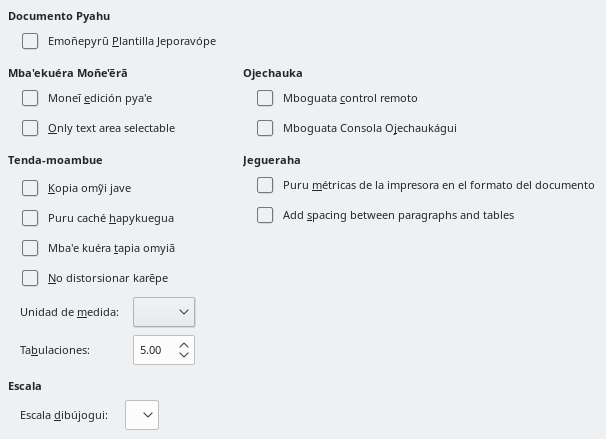 Documento Pyahu
Emoñepyrũ Plantilla Jeporavópe
Mba'ekuéra Moñe'ẽrã
Moneĩ edición pya'e
Only text area selectable
Tenda-moambue
Kopia omỹi jave
Puru caché hapykuegua
Mba'e kuéra tapia omyiã
No distorsionar karẽpe
Unidad de medida:
Tabulaciones:
5.00
Escala
Escala dibújogui:
Ojechauka
Mboguata control remoto
Mboguata Consola Ojechaukágui
Jegueraha
Puru métricas de la impresora en el formato del documento
Add spacing between paragraphs and tables